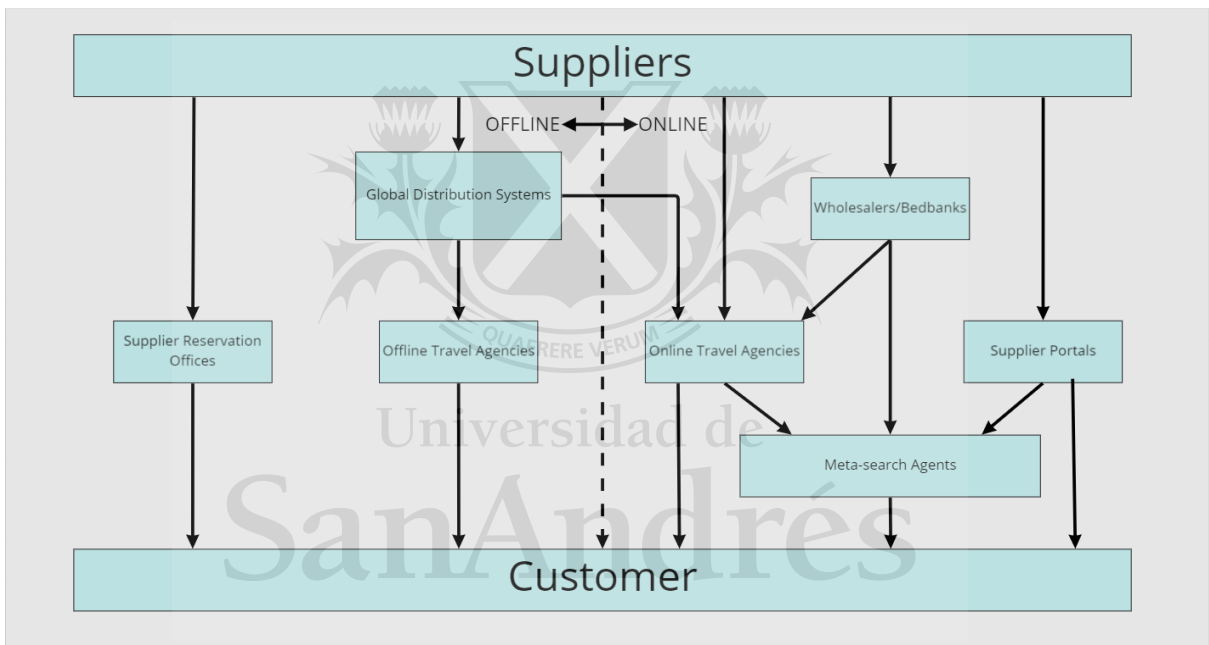 Suppliers
OFFLINE
ONLINE
Global Distribution Systems
Wholesalers/Bedbanks
Supplier Reservation
Offices
Offline Travel Agencies
Online Travel Agencies
Supplier Portals
QUAERERE VERUM
Universidad de
SanAndrés
Meta-search Agents
Customer